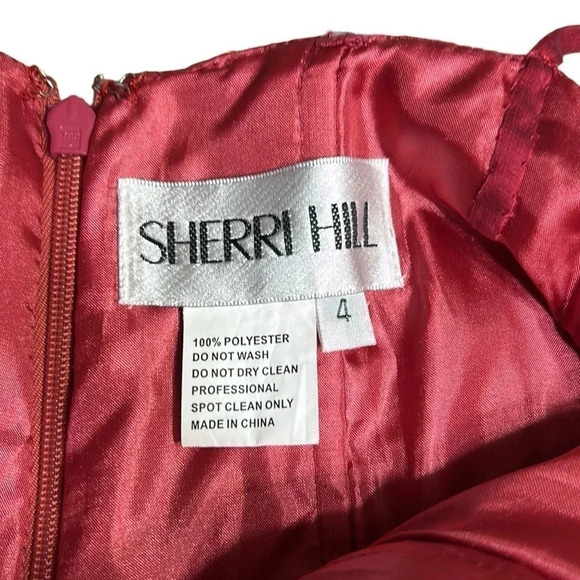 SHERRI HILL
4
100% POLYESTER
DO NOT WASH
DO NOT DRY CLEAN
PROFESSIONAL
SPOT CLEAN ONLY
MADE IN CHINA